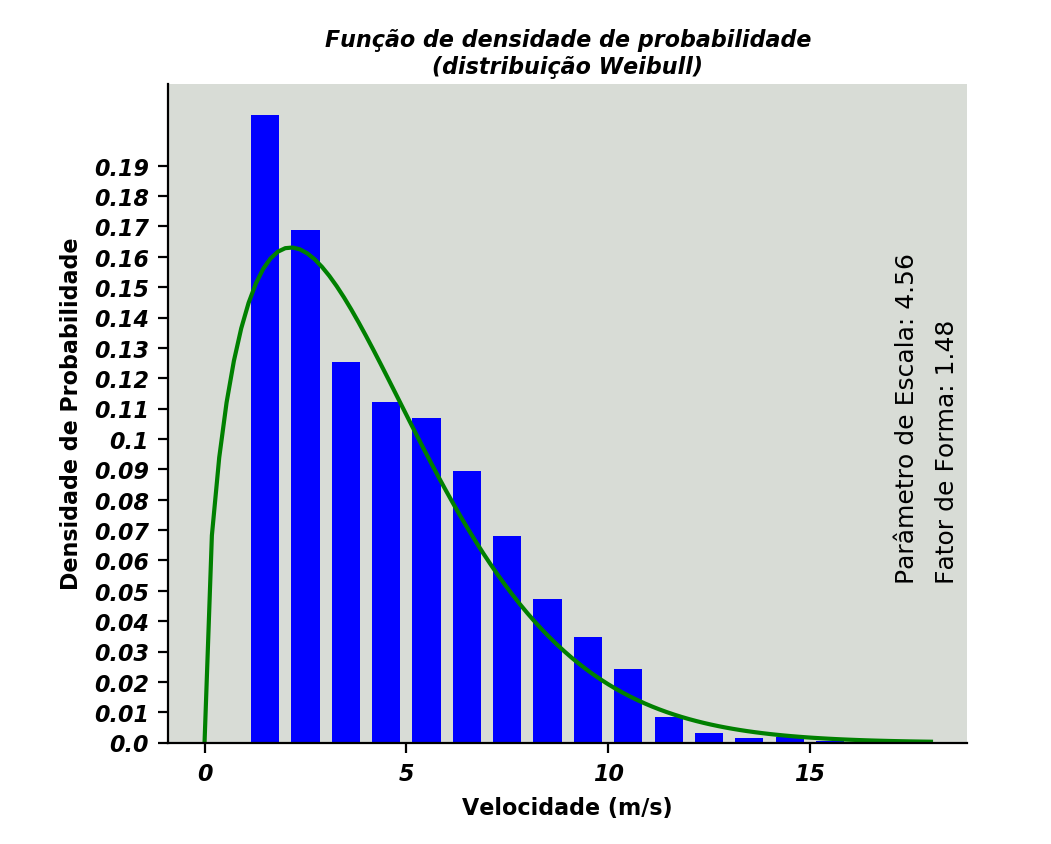 Função de densidade de probabilidade
(distribuição Weibull)
Densidade de Probabilidade
0.19
0.18
0.17
0.16
0.15
0.14
0.13
0.12
0.11
0.1
0.09
0.08
0.07
0.06
0.05
0.04
0.03
0.02
0.01
0.0
0 5 10 15
Velocidade (m/s)
Parâmetro de Escala: 4.56
Fator de Forma: 1.48